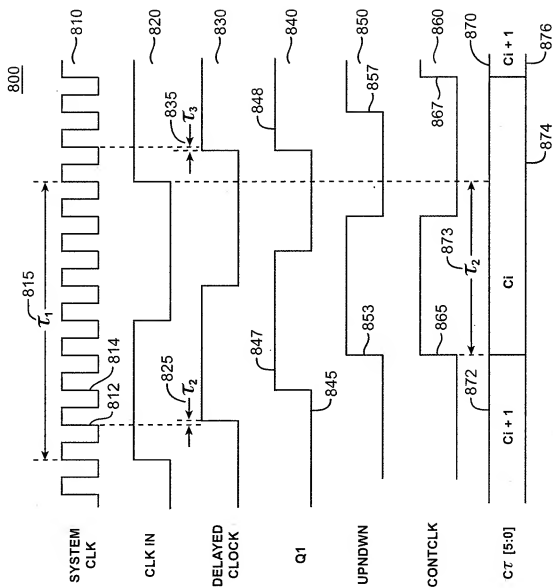 800
SYSTEM CLK
812
814
815
τ1
810
CLK IN
820
DELAYED CLOCK
825
τ2
835
τ3
830
Q1
845
847
848
840
UPNDWN
853
857
850
CONTCLK
865
867
860
873
τ2
Cτ [5:0]
872
Ci + 1
Ci
874
Ci + 1
870
876